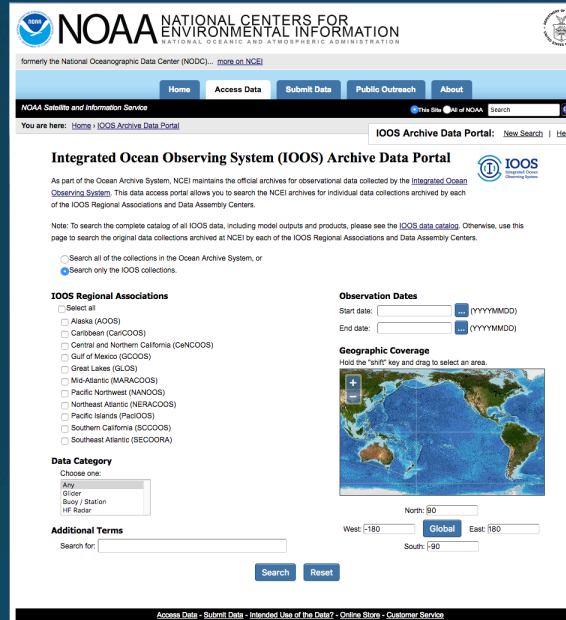 NOAA
NOAA NATIONAL CENTERS FOR
ENVIRONMENTAL INFORMATION
NATIONAL OCEANIC AND ATMOSPHERIC ADMINISTRATION
formerly the National Oceanographic Data Center (NODC)... more on NCEI
Home Access Data Submit Data Public Outreach About
NOAA Satellite and Information Service This Site All of NOAA Search
You are here: Home › IOOS Archive Data Portal
IOOS Archive Data Portal: New Search | He
Integrated Ocean Observing System (IOOS) Archive Data Portal
IOOS
Integrated Ocean
Observing System
As part of the Ocean Archive System, NCEI maintains the official archives for observational data collected by the Integrated Ocean
Observing System. This data access portal allows you to search the NCEI archives for individual data collections archived by each
of the IOOS Regional Associations and Data Assembly Centers.
Note: To search the complete catalog of all IOOS data, including model outputs and products, please see the IOOS data catalog. Otherwise, use this
page to search the original data collections archived at NCEI by each of the IOOS Regional Associations and Data Assembly Centers.
Search all of the collections in the Ocean Archive System, or
Search only the IOOS collections.
IOOS Regional Associations
Select all
Alaska (AOOS)
Caribbean (CariCOOS)
Central and Northern California (CeNCOOS)
Gulf of Mexico (GCOOS)
Great Lakes (GLOS)
Mid-Atlantic (MARACOOS)
Pacific Northwest (NANOOS)
Northeast Atlantic (NERACOOS)
Pacific Islands (PacIOOS)
Southern California (SCCOOS)
Southeast Atlantic (SECOORA)
Data Category
Choose one:
Any
Glider
Buoy / Station
HF Radar
Additional Terms
Search for:
Observation Dates
Start date: ... (YYYYMMDD)
End date: ... (YYYYMMDD)
Geographic Coverage
Hold the "shift" key and drag to select an area.
+
−
North: 90
West: -180 Global East: 180
South: -90
Search Reset
Access Data - Submit Data - Intended Use of the Data? - Online Store - Customer Service